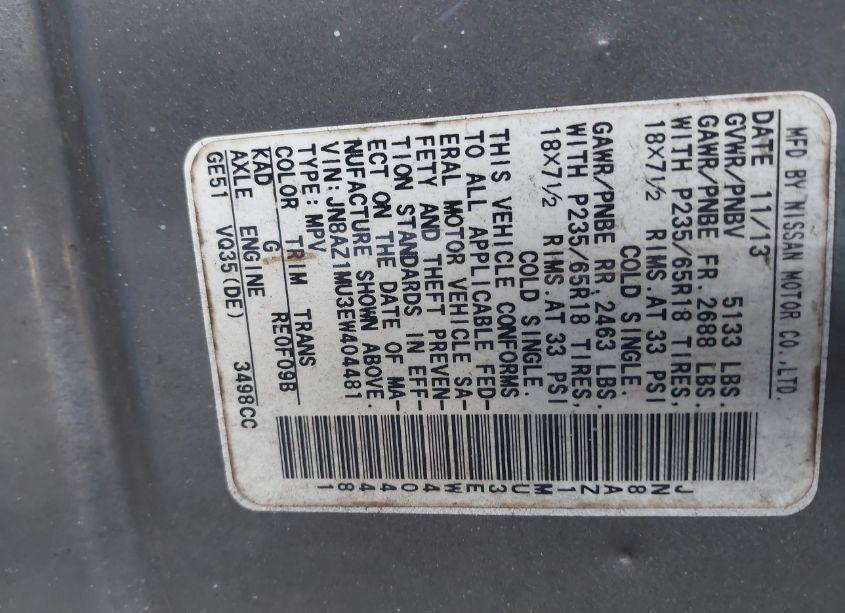 MFD BY NISSAN MOTOR CO.,LTD.
DATE 11/13
GVWR/PNBV 5133 LBS.
GAWR/PNBE FR.2688 LBS.
WITH P235/65R18 TIRES,
18X7½ RIMS.AT 33 PSI
COLD SINGLE.
GAWR/PNBE RR.2463 LBS.
WITH P235/65R18 TIRES,
18X7½ RIMS AT 33 PSI
COLD SINGLE.
THIS VEHICLE CONFORMS
TO ALL APPLICABLE FED-
ERAL MOTOR VEHICLE SA-
FETY AND THEFT PREVEN-
TION STANDARDS IN EFF-
ECT ON THE DATE OF MA-
NUFACTURE SHOWN ABOVE.
VIN:JN8AZ1MU3EW404481
TYPE:MPV
COLOR TRIM TRANS
KAD G RE0F09B
AXLE ENGINE
GE51 VQ35(DE) 3498CC
JN8AZ1MU3EW404481